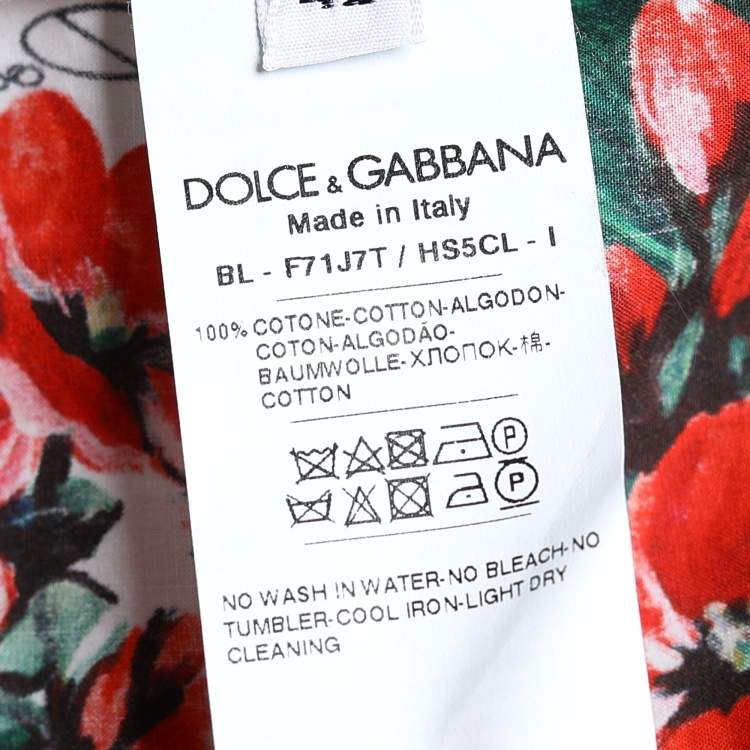 DOLCE & GABBANA
Made in Italy
BL - F71J7T / HS5CL - I
100% COTONE-COTTON-ALGODON-
COTON-ALGODÃO-
BAUMWOLLE-ХЛОПОК-棉-
COTTON
P
P
NO WASH IN WATER-NO BLEACH-NO
TUMBLER-COOL IRON-LIGHT DRY
CLEANING